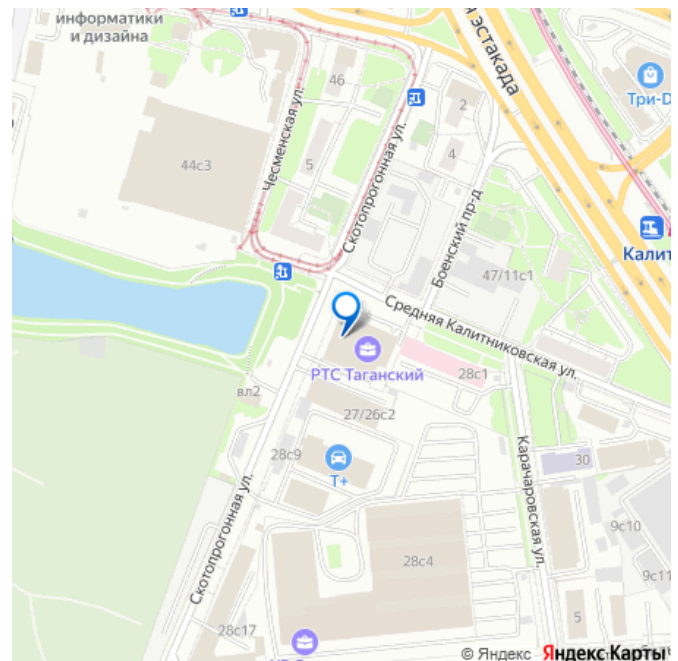 информатики
и дизайна
46
Чесменская ул.
44с3
5
Скотопрогонная ул.
2
4
эстакада
Три-D
Боенский пр-д
Калит
47/11с1
Средняя Калитниковская ул.
РТС Таганский
28с1
вл2
27/26с2
28с9
Т+
Карачаровская ул.
30
Скотопрогонная ул.
28с4
9с10
9с11
5
28с17
© Яндекс Яндекс Карты